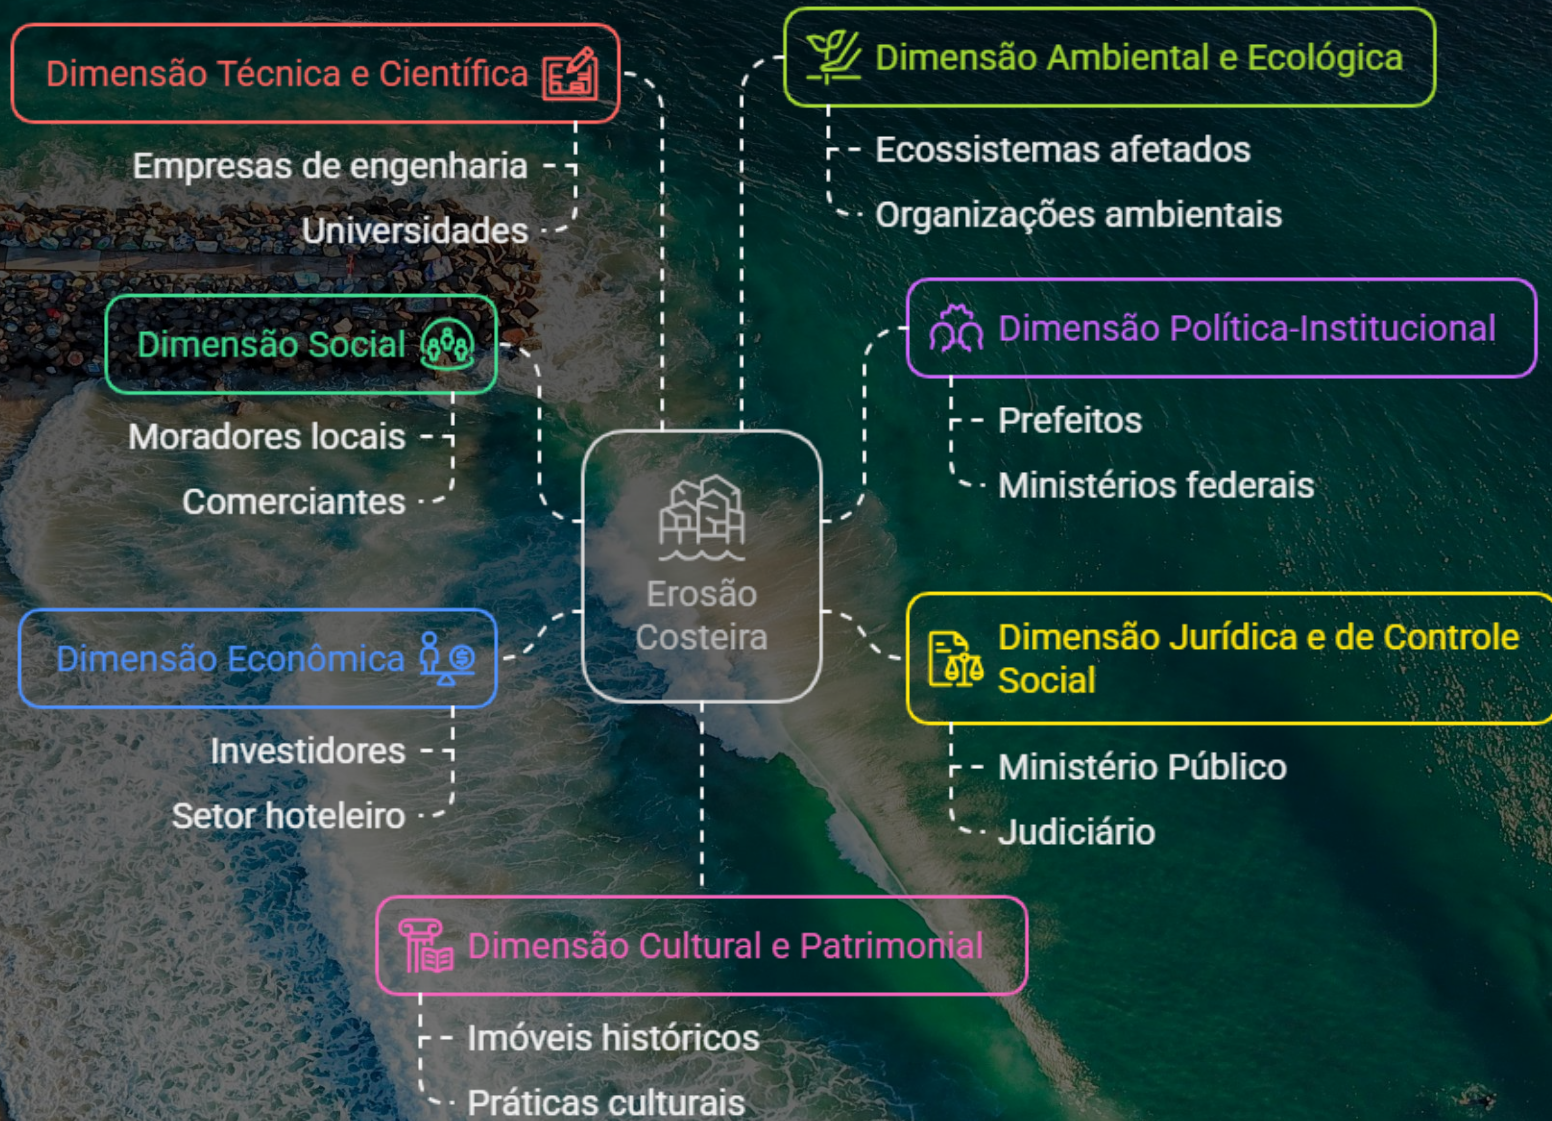 Dimensão Técnica e Científica
Empresas de engenharia
Universidades
Dimensão Ambiental e Ecológica
Ecossistemas afetados
Organizações ambientais
Dimensão Social
Moradores locais
Comerciantes
Dimensão Política-Institucional
Prefeitos
Ministérios federais
Erosão
Costeira
Dimensão Econômica
Investidores
Setor hoteleiro
Dimensão Jurídica e de Controle
Social
Ministério Público
Judiciário
Dimensão Cultural e Patrimonial
Imóveis históricos
Práticas culturais